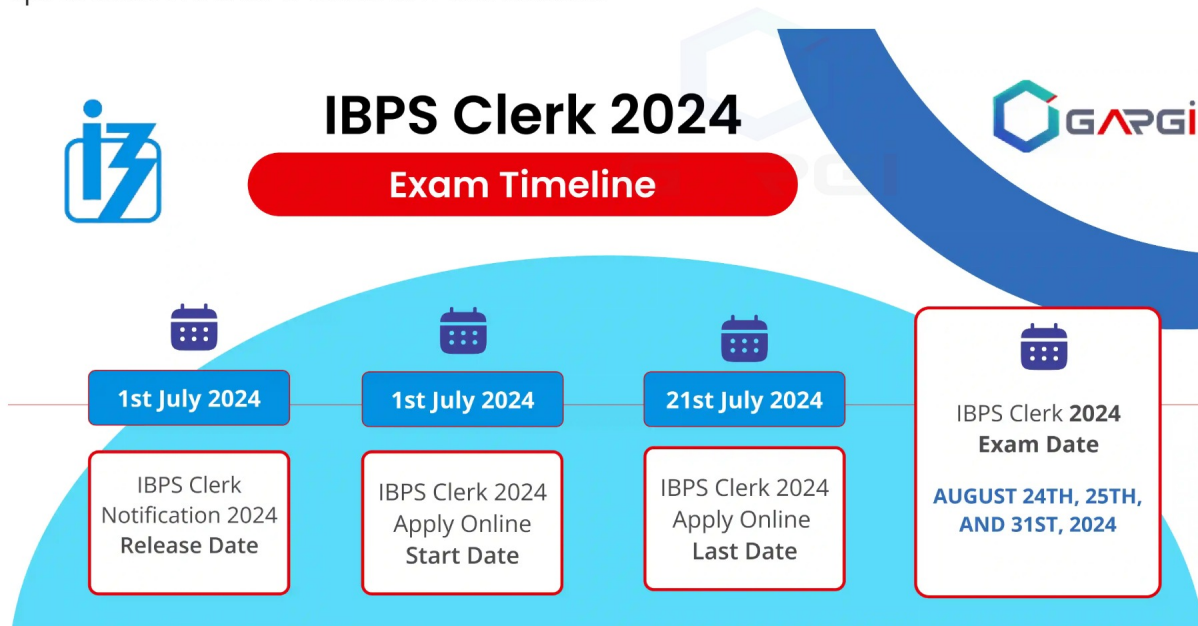 IBPS Clerk 2024
GARGI
Exam Timeline
1st July 2024
IBPS Clerk
Notification 2024
Release Date
1st July 2024
IBPS Clerk 2024
Apply Online
Start Date
21st July 2024
IBPS Clerk 2024
Apply Online
Last Date
IBPS Clerk 2024
Exam Date
AUGUST 24TH, 25TH,
AND 31ST, 2024